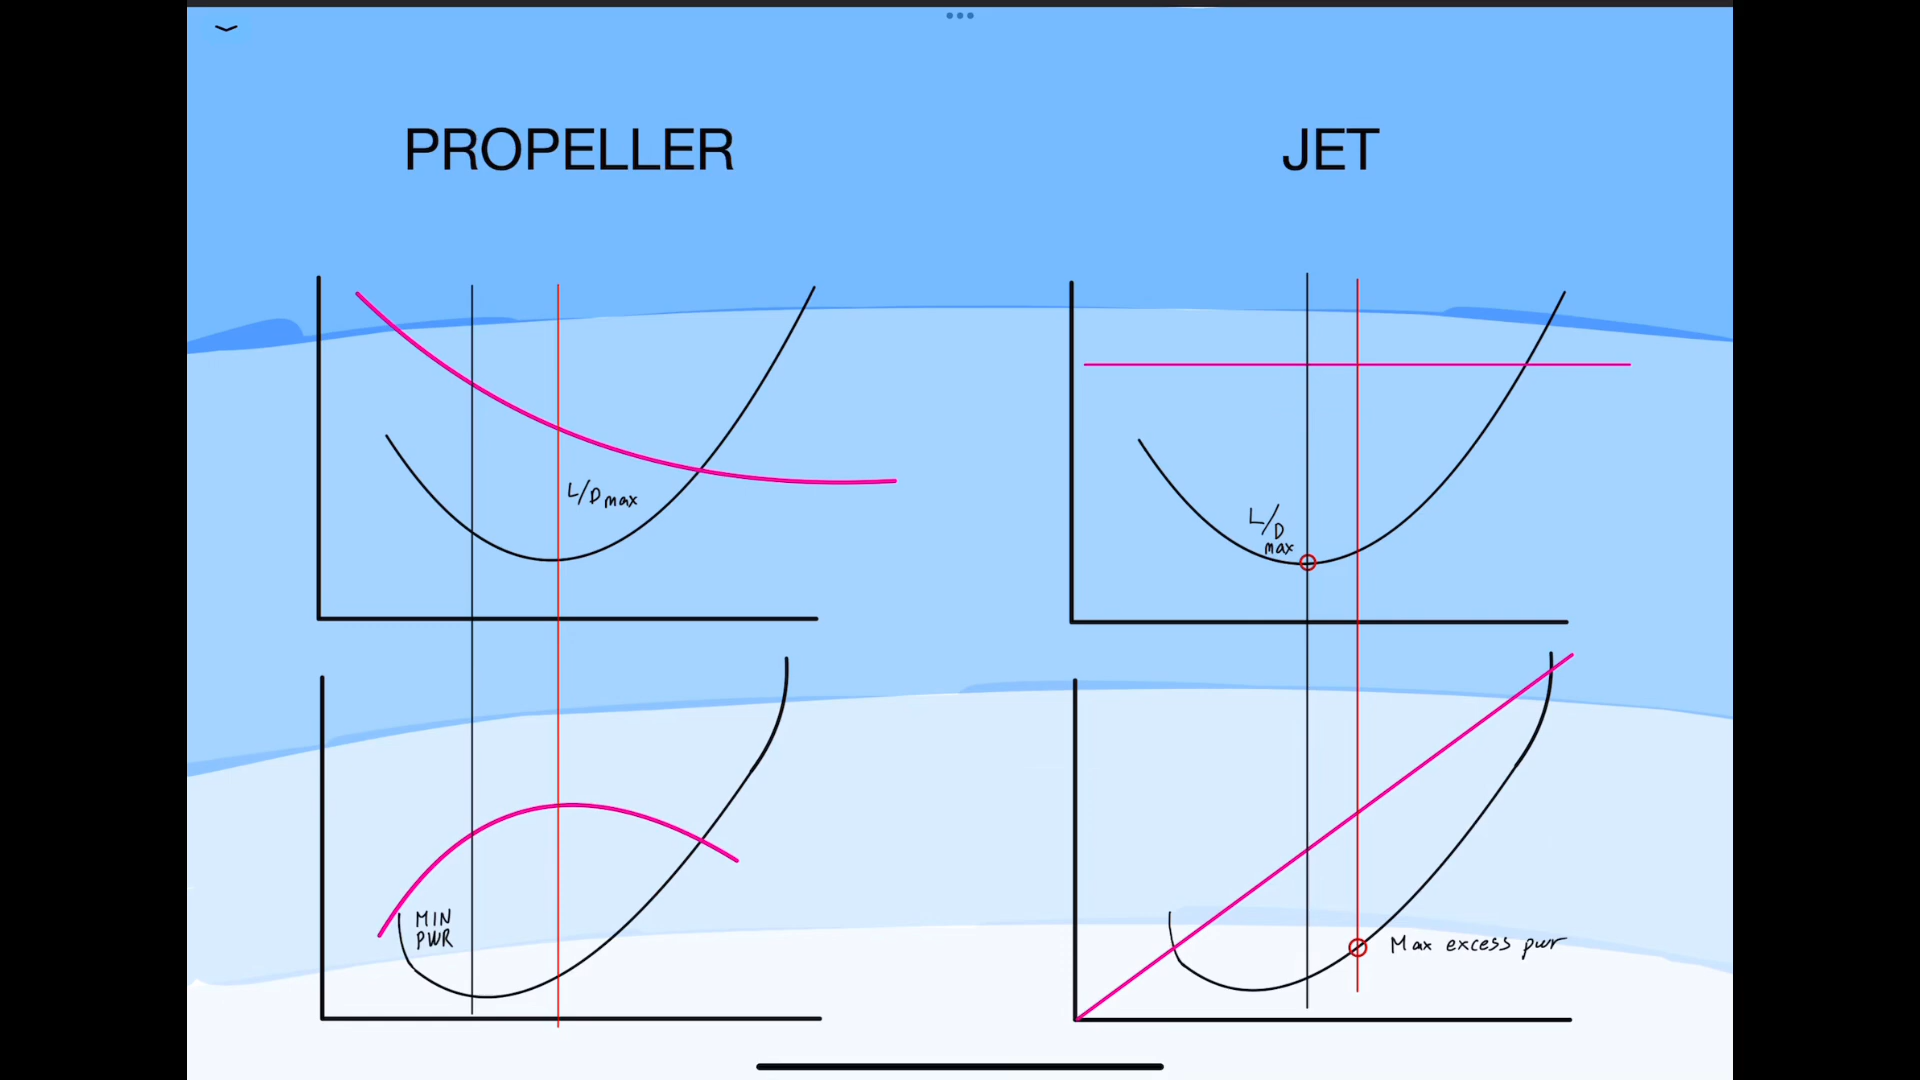 PROPELLER
JET
L/D max
L/D
max
MIN
PWR
Max excess pwr